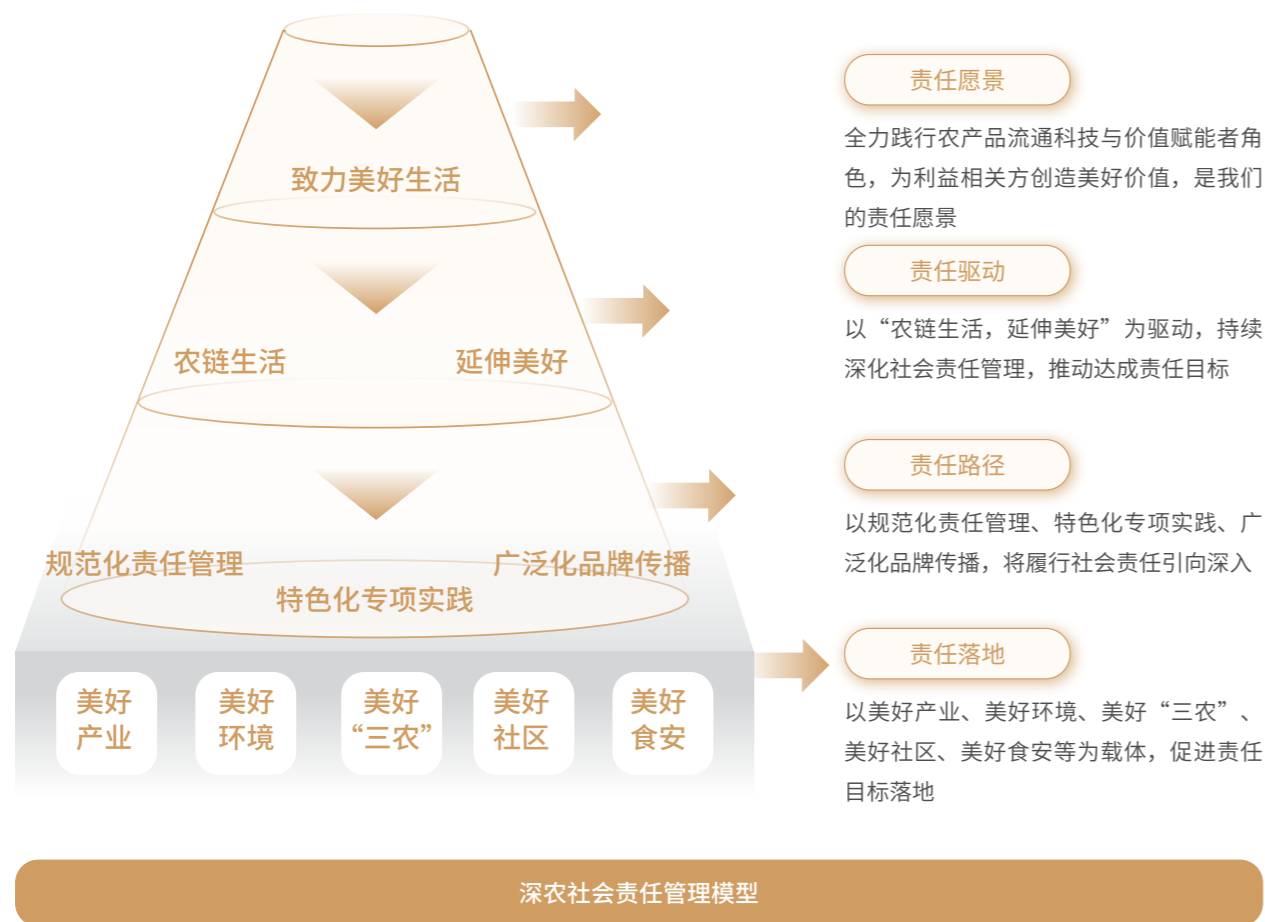 致力美好生活
农链生活
延伸美好
规范化责任管理
广泛化品牌传播
特色化专项实践
美好
产业
美好
环境
美好
“三农”
美好
社区
美好
食安
责任愿景
全力践行农产品流通科技与价值赋能者角
色，为利益相关方创造美好价值，是我们
的责任愿景
责任驱动
以“农链生活，延伸美好”为驱动，持续
深化社会责任管理，推动达成责任目标
责任路径
以规范化责任管理、特色化专项实践、广
泛化品牌传播，将履行社会责任引向深入
责任落地
以美好产业、美好环境、美好“三农”、
美好社区、美好食安等为载体，促进责任
目标落地
深农社会责任管理模型